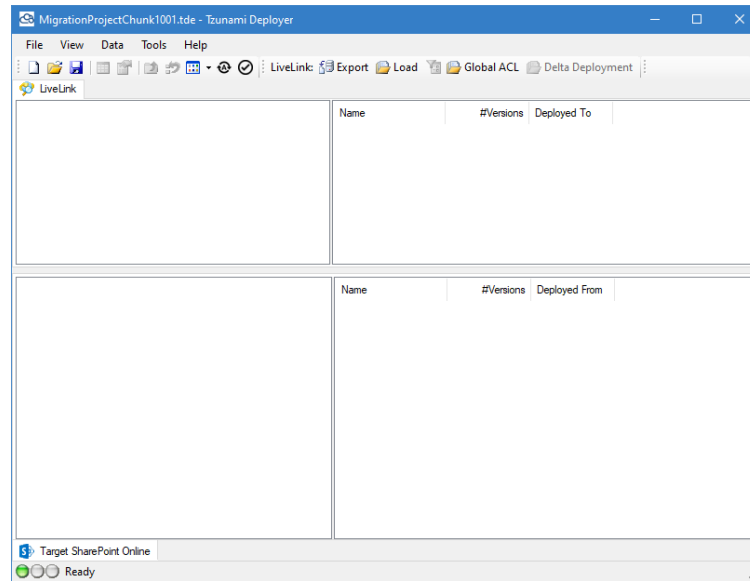 MigrationProjectChunk1001.tde - Tzunami Deployer
File View Data Tools Help
LiveLink: Export Load Global ACL Delta Deployment
LiveLink
Name #Versions Deployed To
Name #Versions Deployed From
Target SharePoint Online
Ready